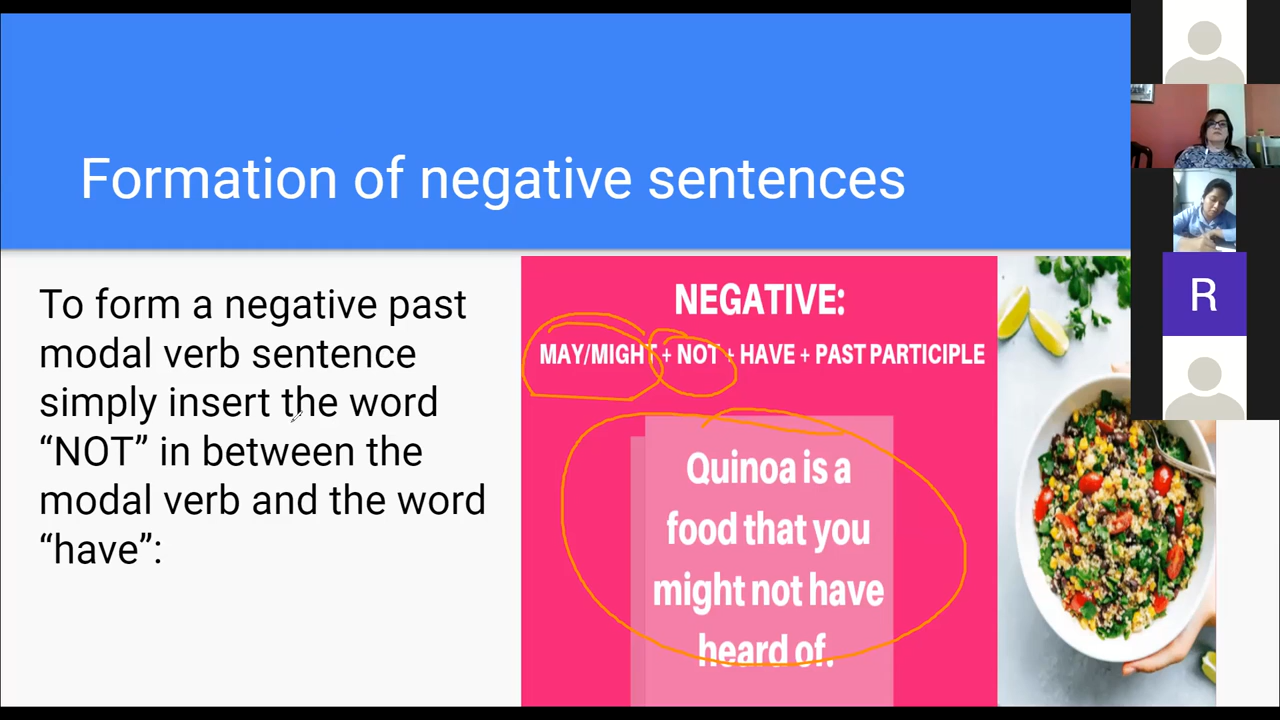 Formation of negative sentences
To form a negative past
modal verb sentence
simply insert the word
“NOT” in between the
modal verb and the word
“have”:
NEGATIVE:
MAY/MIGHT + NOT + HAVE + PAST PARTICIPLE
Quinoa is a
food that you
might not have
heard of.
R